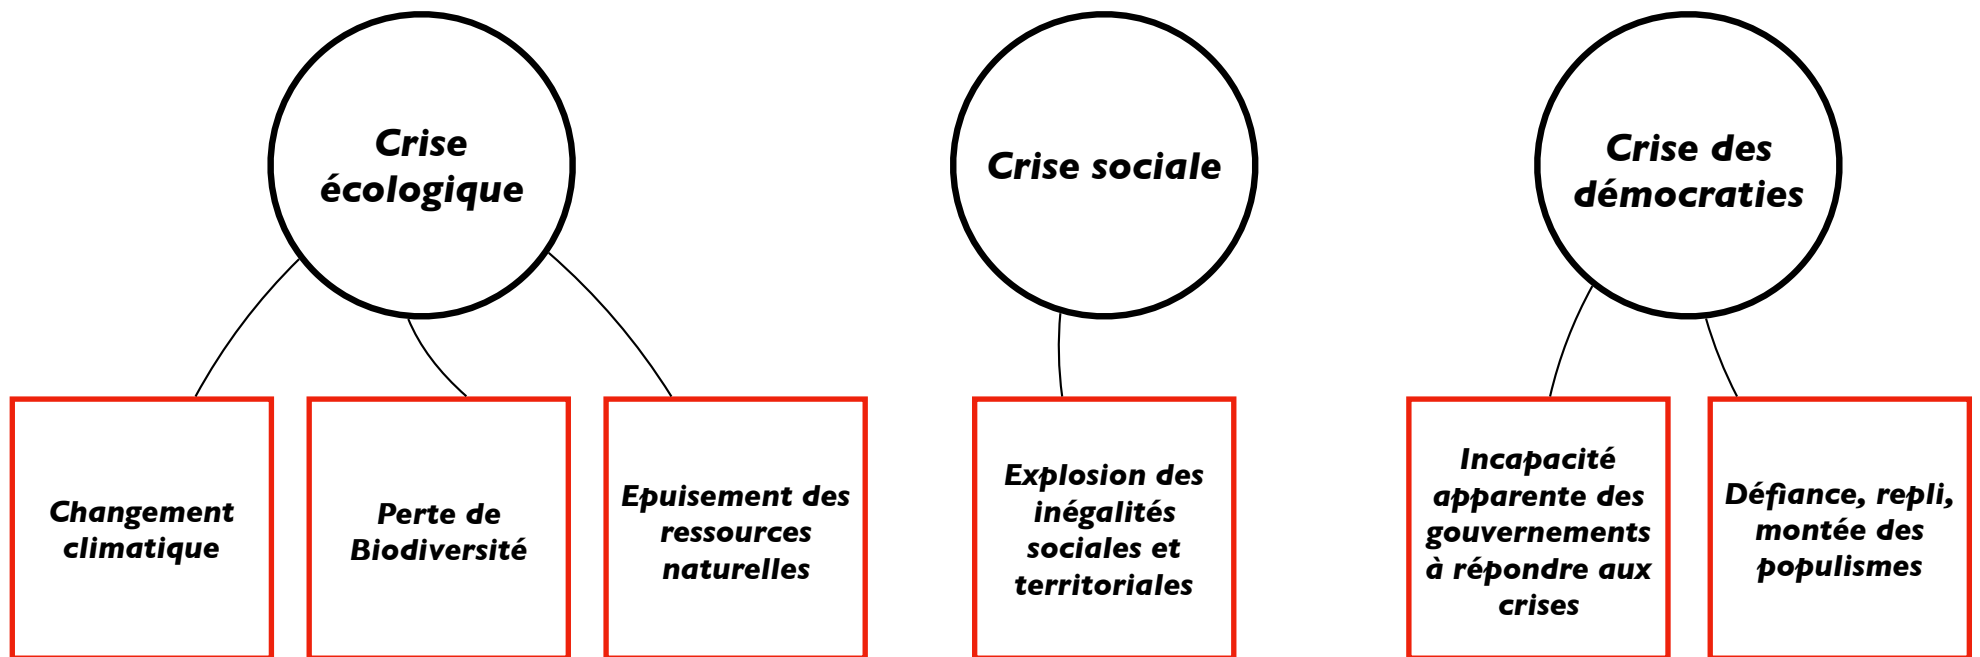 Crise
écologique
Crise sociale
Crise des
démocraties
Changement
climatique
Perte de
Biodiversité
Epuisement des
ressources
naturelles
Explosion des
inégalités
sociales et
territoriales
Incapacité
apparente des
gouvernements
à répondre aux
crises
Défiance, repli,
montée des
populismes